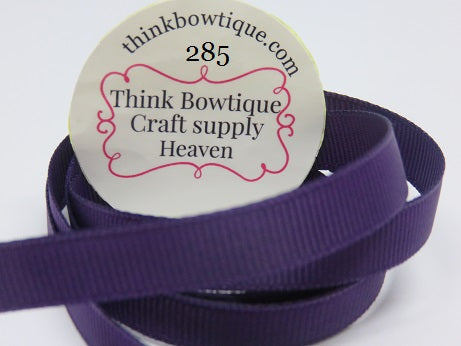 thinkbowtique.com
285
Think Bowtique
Craft supply
Heaven